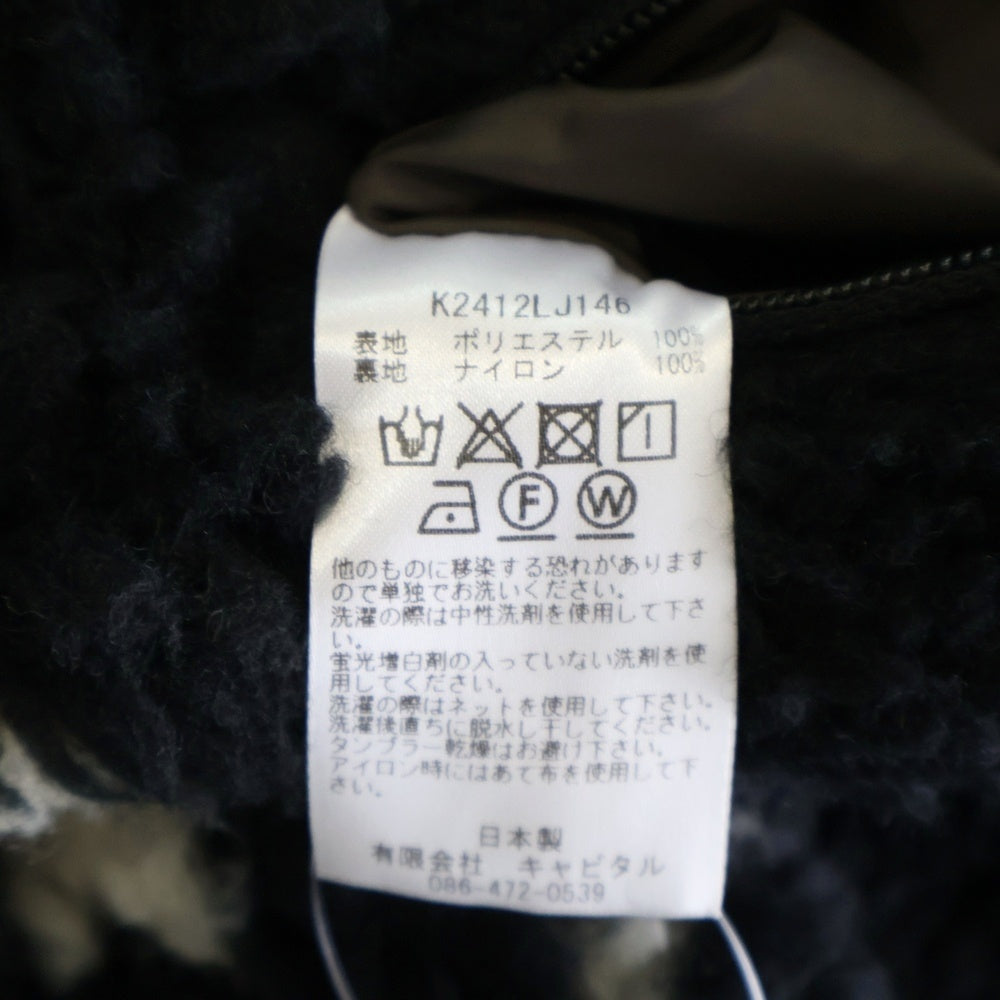 K2412LJ146
表地 ポリエステル 100%
裏地 ナイロン 100%
F W
他のものに移染する恐れがあります
ので単独でお洗いください。
洗濯の際は中性洗剤を使用して下さ
い。
蛍光増白剤の入っていない洗剤を使
用してください。
洗濯の際はネットを使用して下さい。
洗濯後直ちに脱水し干してください。
タンブラー乾燥はお避け下さい。
アイロン時にはあて布を使用して下
さい。
日本製
有限会社 キャピタル
086-472-0539